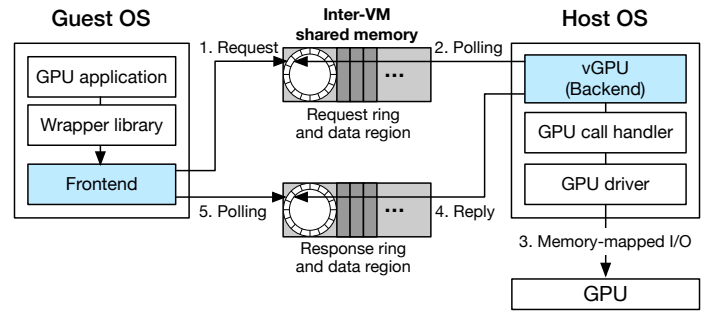 Guest OS
Inter-VM
shared memory
Host OS
1. Request
2. Polling
GPU application
Wrapper library
Frontend
...
Request ring
and data region
vGPU
(Backend)
GPU call handler
GPU driver
5. Polling
...
4. Reply
Response ring
and data region
3. Memory-mapped I/O
GPU